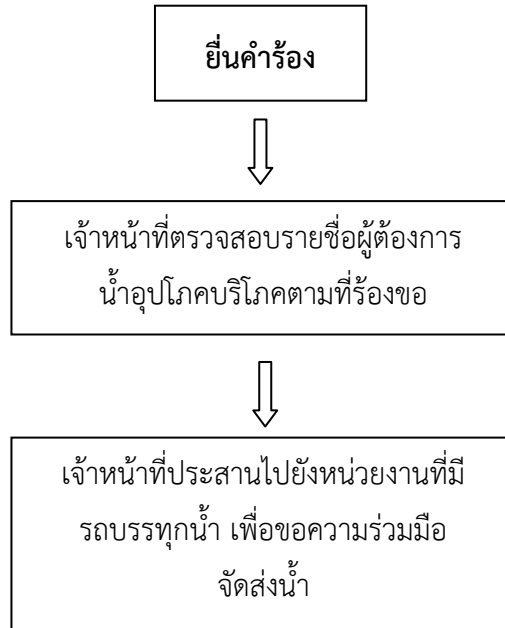 ยื่นคำร้อง
เจ้าหน้าที่ตรวจสอบรายชื่อผู้ต้องการ
น้ำอุปโภคบริโภคตามที่ร้องขอ
เจ้าหน้าที่ประสานไปยังหน่วยงานที่มี
รถบรรทุกน้ำ เพื่อขอความร่วมมือ
จัดส่งน้ำ